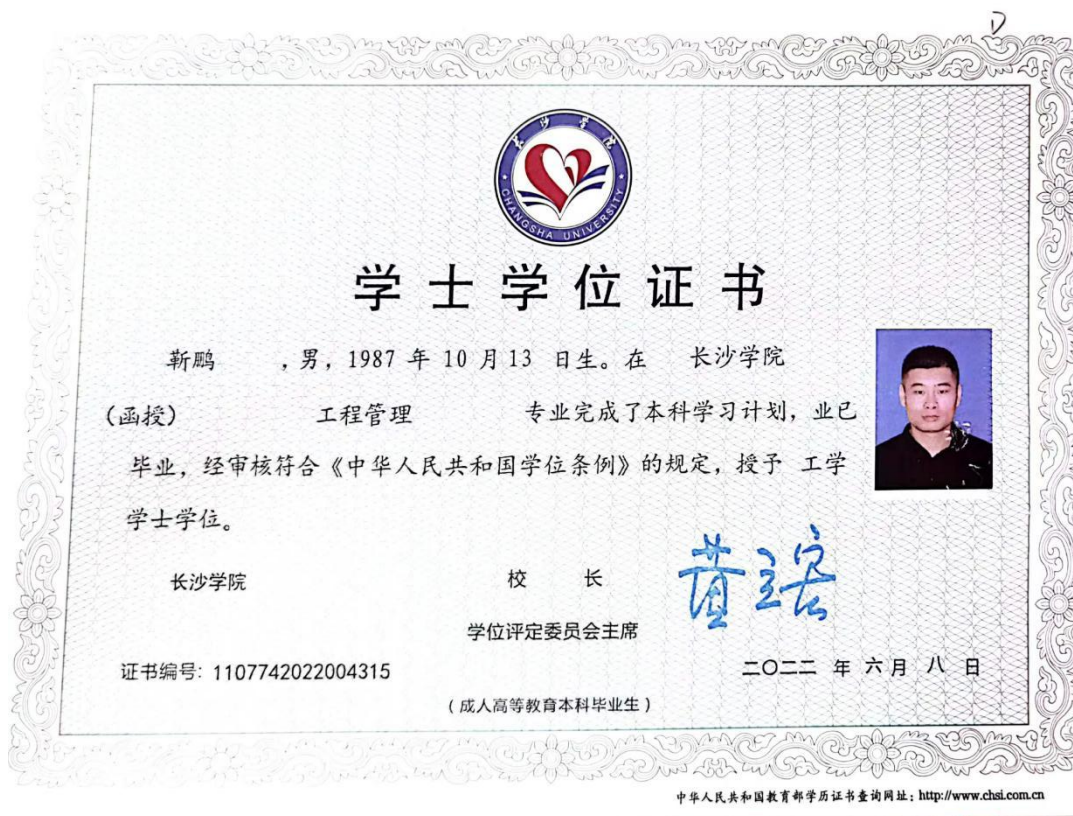 D
长沙学院
CHANGSHA UNIVERSITY
学士学位证书
靳鹏 ，男，1987 年 10 月 13 日生。在 长沙学院
（函授） 工程管理 专业完成了本科学习计划，业已
毕业，经审核符合《中华人民共和国学位条例》的规定，授予 工学
学士学位。
长沙学院 校 长
学位评定委员会主席
证书编号: 1107742022004315 二〇二二 年 六 月 八 日
（成人高等教育本科毕业生）
中华人民共和国教育部学历证书查询网址：http://www.chsi.com.cn